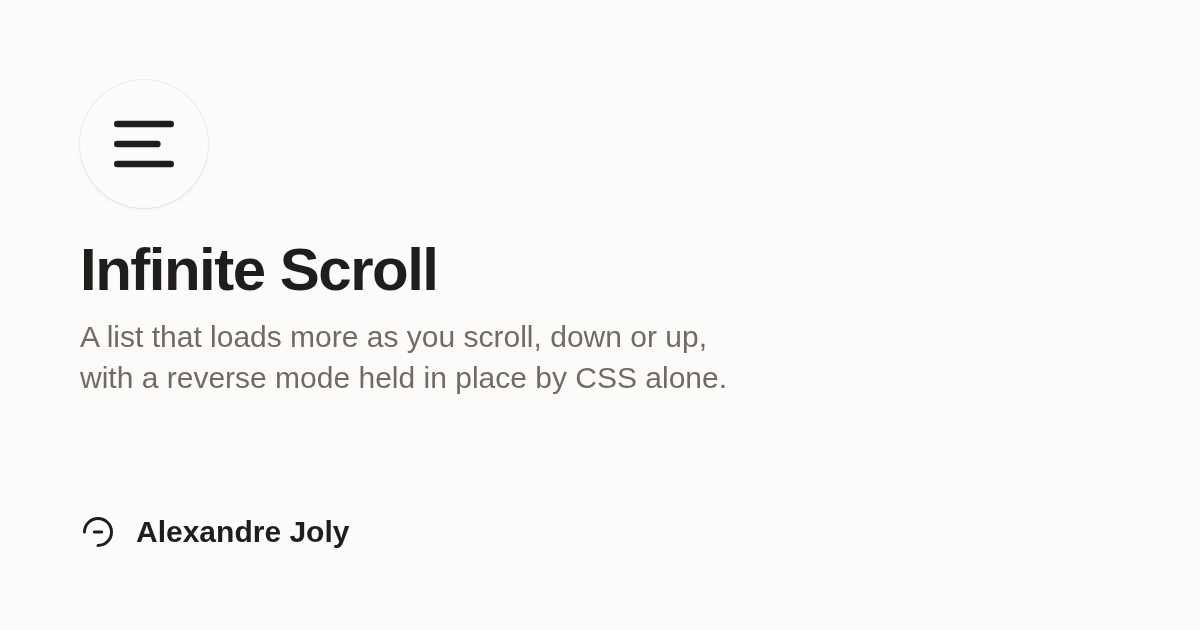 Infinite Scroll
A list that loads more as you scroll, down or up,
with a reverse mode held in place by CSS alone.
Alexandre Joly